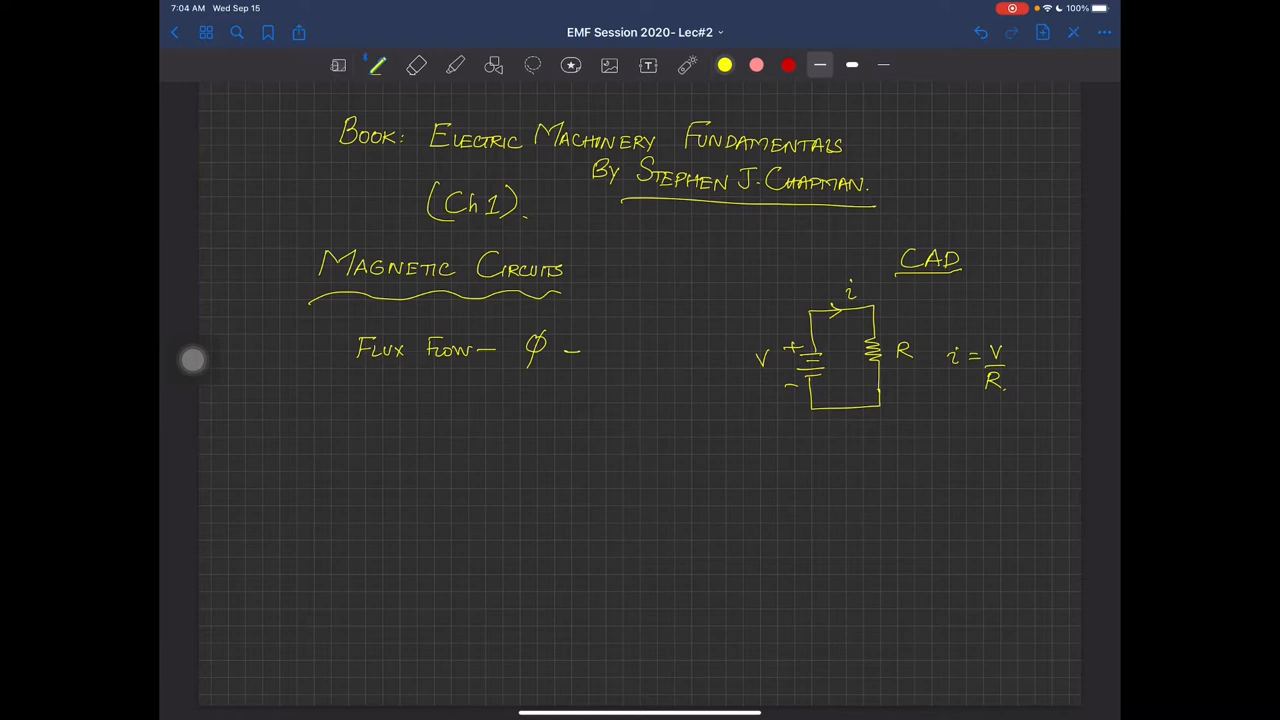 7:04 AM Wed Sep 15
100%
EMF Session 2020- Lec#2
BOOK: ELECTRIC MACHINERY FUNDAMENTALS
By STEPHEN J. CHAPMAN.
(Ch 1).
MAGNETIC CIRCUITS
CAD
FLUX FLOW - φ -
i
V + -
R
i = V/R.